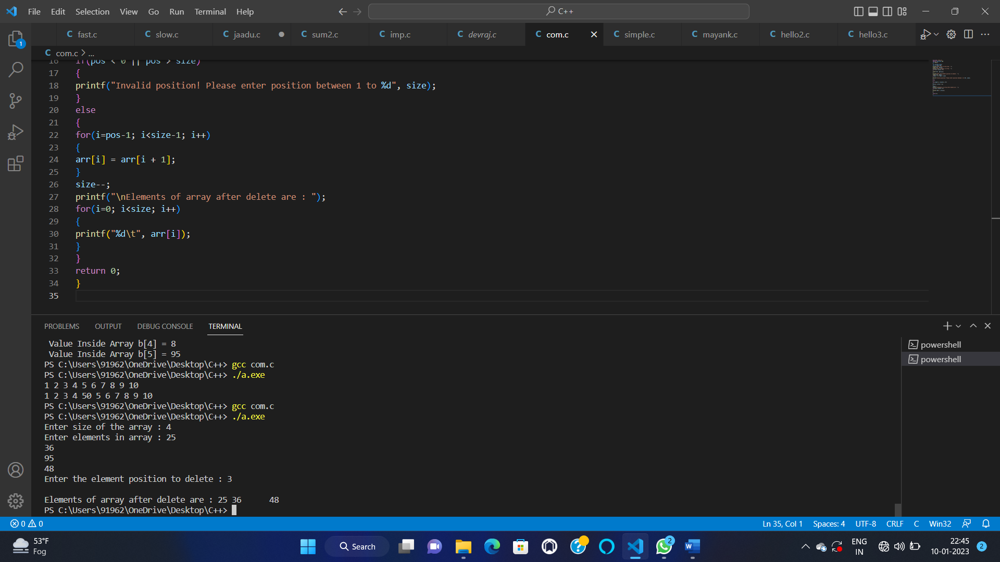 File Edit Selection View Go Run Terminal Help
C++
C fast.c C slow.c C jaadu.c C sum2.c C imp.c C devraj.c C com.c C simple.c C mayank.c C hello2.c C hello3.c
1
C com.c > ...
16 if(pos < 0 || pos > size)
17 {
18 printf("Invalid position! Please enter position between 1 to %d", size);
19 }
20 else
21 {
22 for(i=pos-1; i<size-1; i++)
23 {
24 arr[i] = arr[i + 1];
25 }
26 size--;
27 printf("\nElements of array after delete are : ");
28 for(i=0; i<size; i++)
29 {
30 printf("%d\t", arr[i]);
31 }
32 }
33 return 0;
34 }
35
PROBLEMS OUTPUT DEBUG CONSOLE TERMINAL
Value Inside Array b[4] = 8
Value Inside Array b[5] = 95
PS C:\Users\91962\OneDrive\Desktop\C++> gcc com.c
PS C:\Users\91962\OneDrive\Desktop\C++> ./a.exe
1 2 3 4 5 6 7 8 9 10
1 2 3 4 50 5 6 7 8 9 10
PS C:\Users\91962\OneDrive\Desktop\C++> gcc com.c
PS C:\Users\91962\OneDrive\Desktop\C++> ./a.exe
Enter size of the array : 4
Enter elements in array : 25
36
95
48
Enter the element position to delete : 3
Elements of array after delete are : 25 36 48
PS C:\Users\91962\OneDrive\Desktop\C++>
powershell
powershell
0 0
Ln 35, Col 1 Spaces: 4 UTF-8 CRLF C Win32
53°F
Fog
Search
2
ENG
IN
22:45
10-01-2023
2